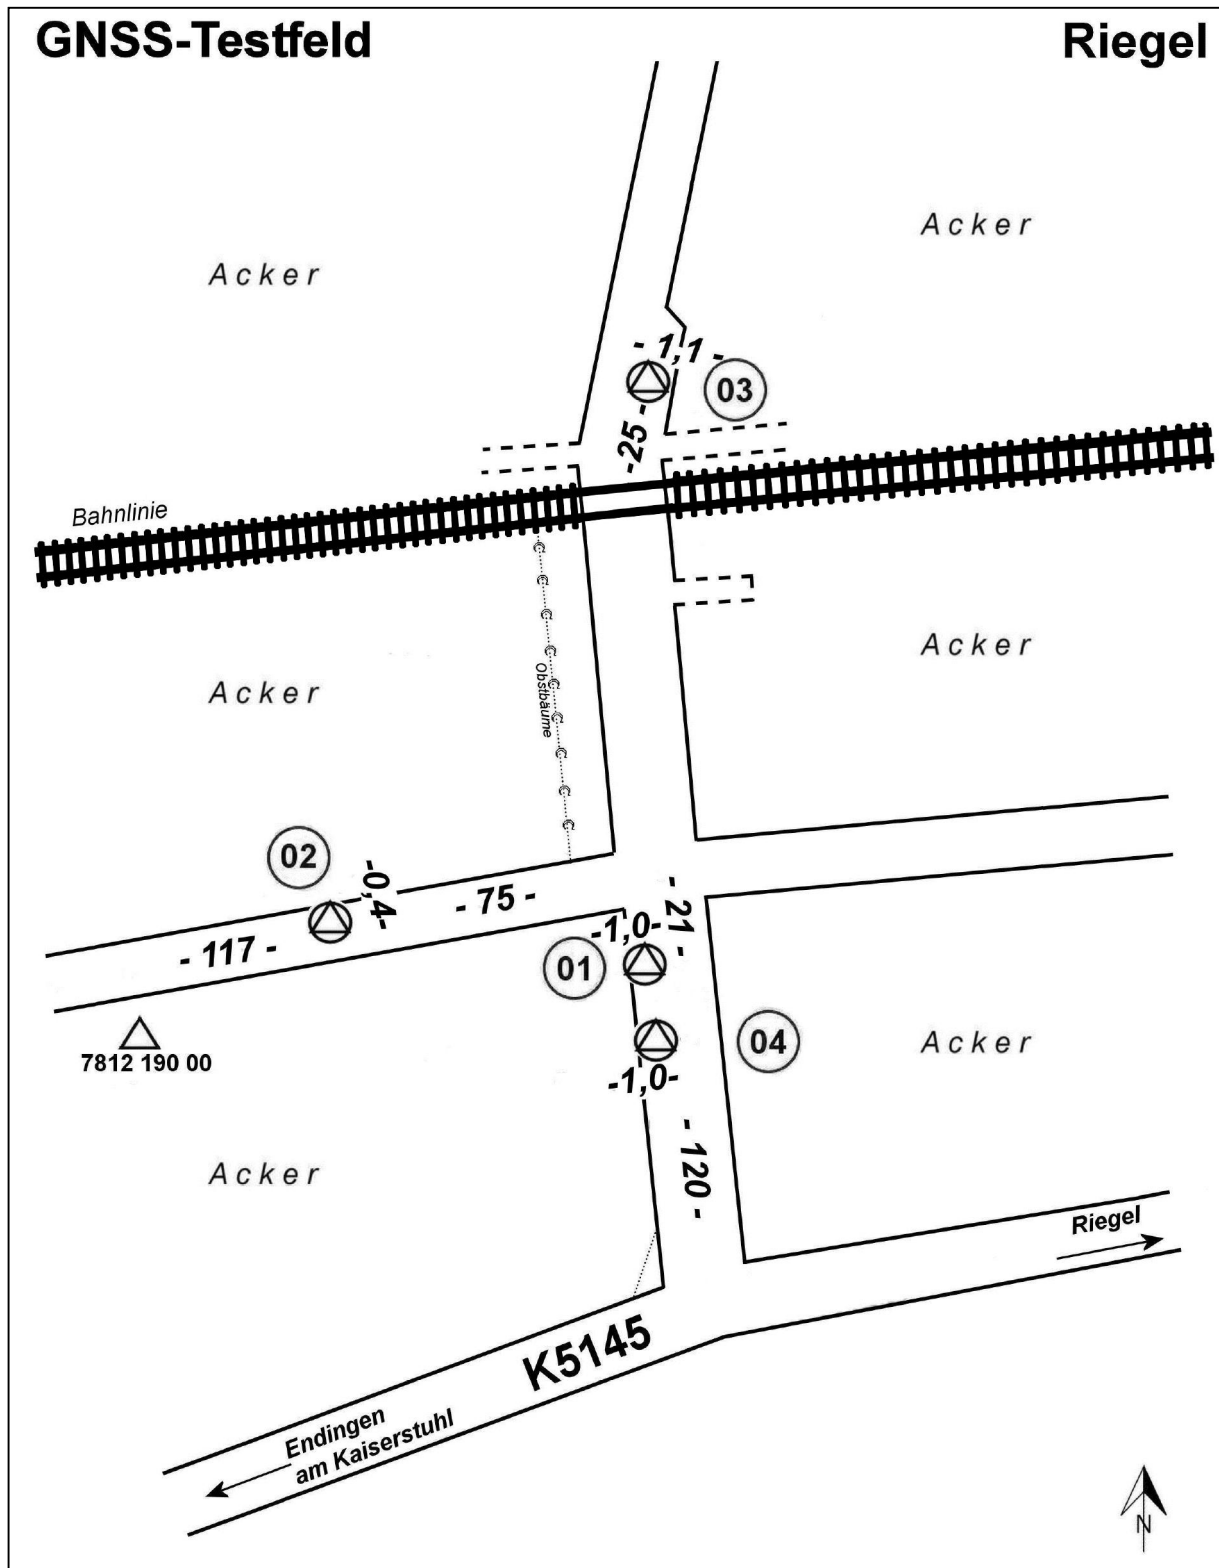 GNSS-Testfeld
Riegel
Acker
Acker
- 1,1 -
03
-25-
Bahnlinie
Acker
Acker
Obstbäume
02
-0,4-
- 75 -
- 21 -
- 117 -
-1,0-
01
7812 190 00
04
Acker
-1,0-
- 120 -
Acker
Riegel
K5145
Endingen
am Kaiserstuhl
N